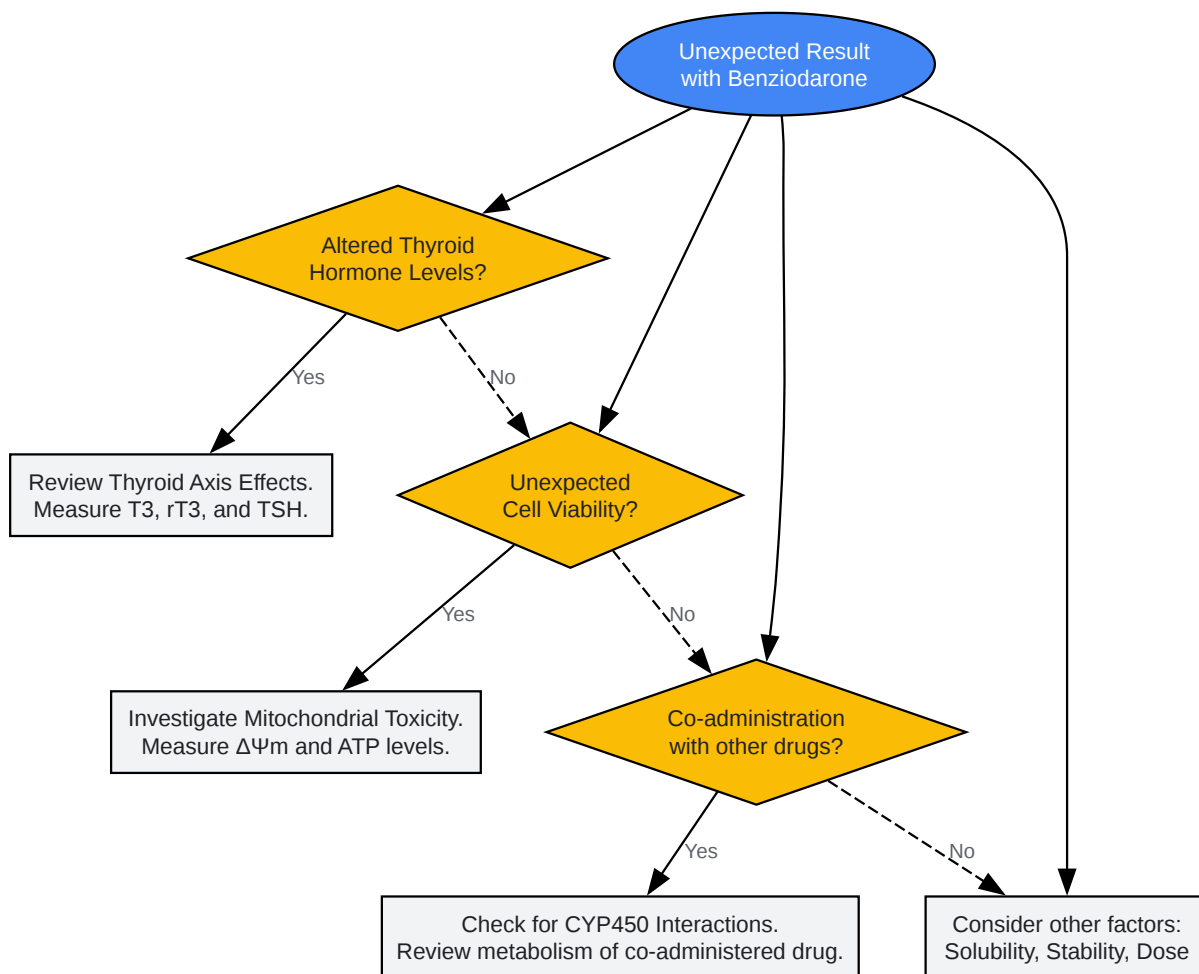 Unexpected Result
with Benziodarone
Altered Thyroid
Hormone Levels?
Yes
No
Review Thyroid Axis Effects.
Measure T3, rT3, and TSH.
Unexpected
Cell Viability?
Yes
No
Investigate Mitochondrial Toxicity.
Measure ΔΨm and ATP levels.
Co-administration
with other drugs?
Yes
No
Check for CYP450 Interactions.
Review metabolism of co-administered drug.
Consider other factors:
Solubility, Stability, Dose